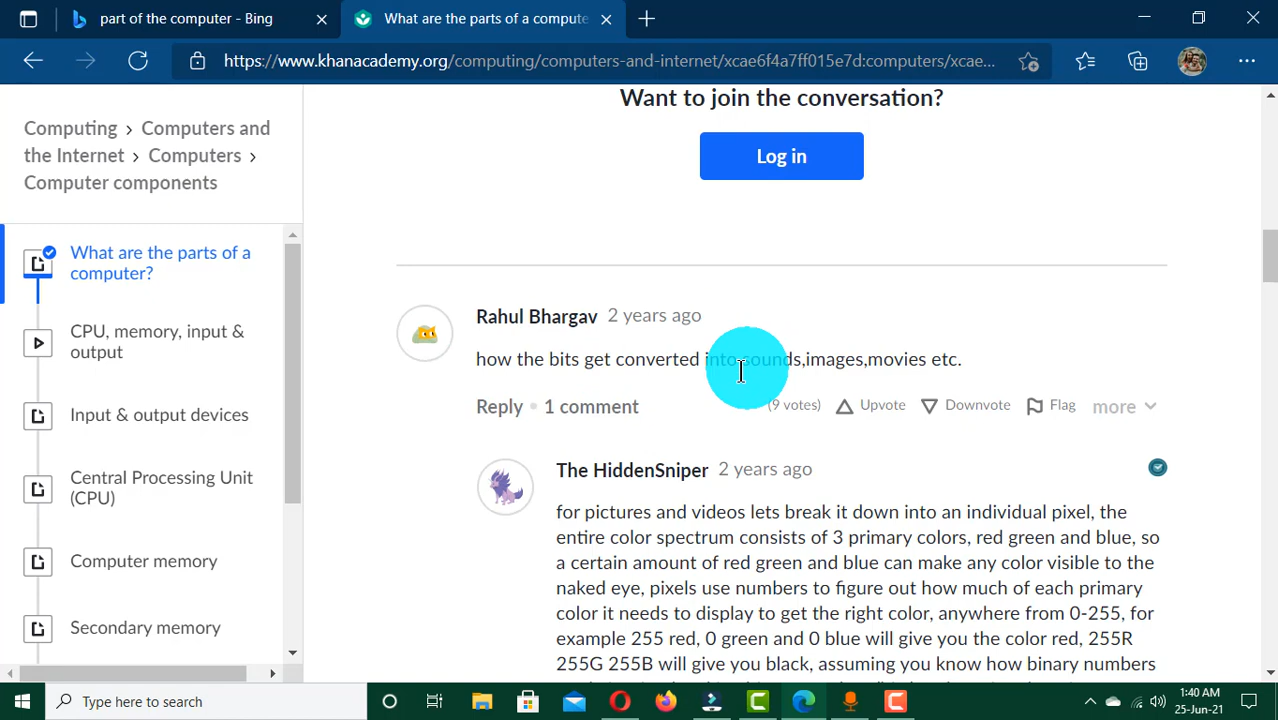 part of the computer - Bing
What are the parts of a compute
https://www.khanacademy.org/computing/computers-and-internet/xcae6f4a7ff015e7d:computers/xcae...
Computing › Computers and
the Internet › Computers ›
Computer components
What are the parts of a
computer?
CPU, memory, input &
output
Input & output devices
Central Processing Unit
(CPU)
Computer memory
Secondary memory
Want to join the conversation?
Log in
Rahul Bhargav 2 years ago
how the bits get converted into sounds,images,movies etc.
Reply • 1 comment
(9 votes) Upvote Downvote Flag more
The HiddenSniper 2 years ago
for pictures and videos lets break it down into an individual pixel, the
entire color spectrum consists of 3 primary colors, red green and blue, so
a certain amount of red green and blue can make any color visible to the
naked eye, pixels use numbers to figure out how much of each primary
color it needs to display to get the right color, anywhere from 0-255, for
example 255 red, 0 green and 0 blue will give you the color red, 255R
255G 255B will give you black, assuming you know how binary numbers
Type here to search
1:40 AM
25-Jun-21